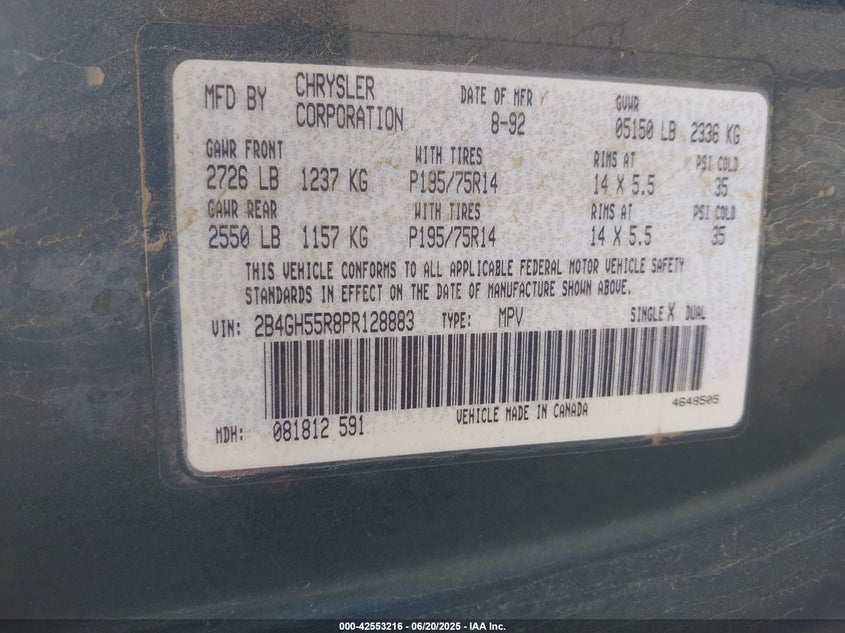 MFD BY CHRYSLER CORPORATION DATE OF MFR 8-92 GVWR 05150 LB 2336 KG
GAWR FRONT WITH TIRES RIMS AT PSI COLD
2726 LB 1237 KG P195/75R14 14 X 5.5 35
GAWR REAR WITH TIRES RIMS AT PSI COLD
2550 LB 1157 KG P195/75R14 14 X 5.5 35
THIS VEHICLE CONFORMS TO ALL APPLICABLE FEDERAL MOTOR VEHICLE SAFETY
STANDARDS IN EFFECT ON THE DATE OF MANUFACTURE SHOWN ABOVE.
VIN: 2B4GH55R8PR128883 TYPE: MPV SINGLE X DUAL
MDH: 081812 591 VEHICLE MADE IN CANADA 4648505
000-42553216 - 06/20/2025 - IAA Inc.